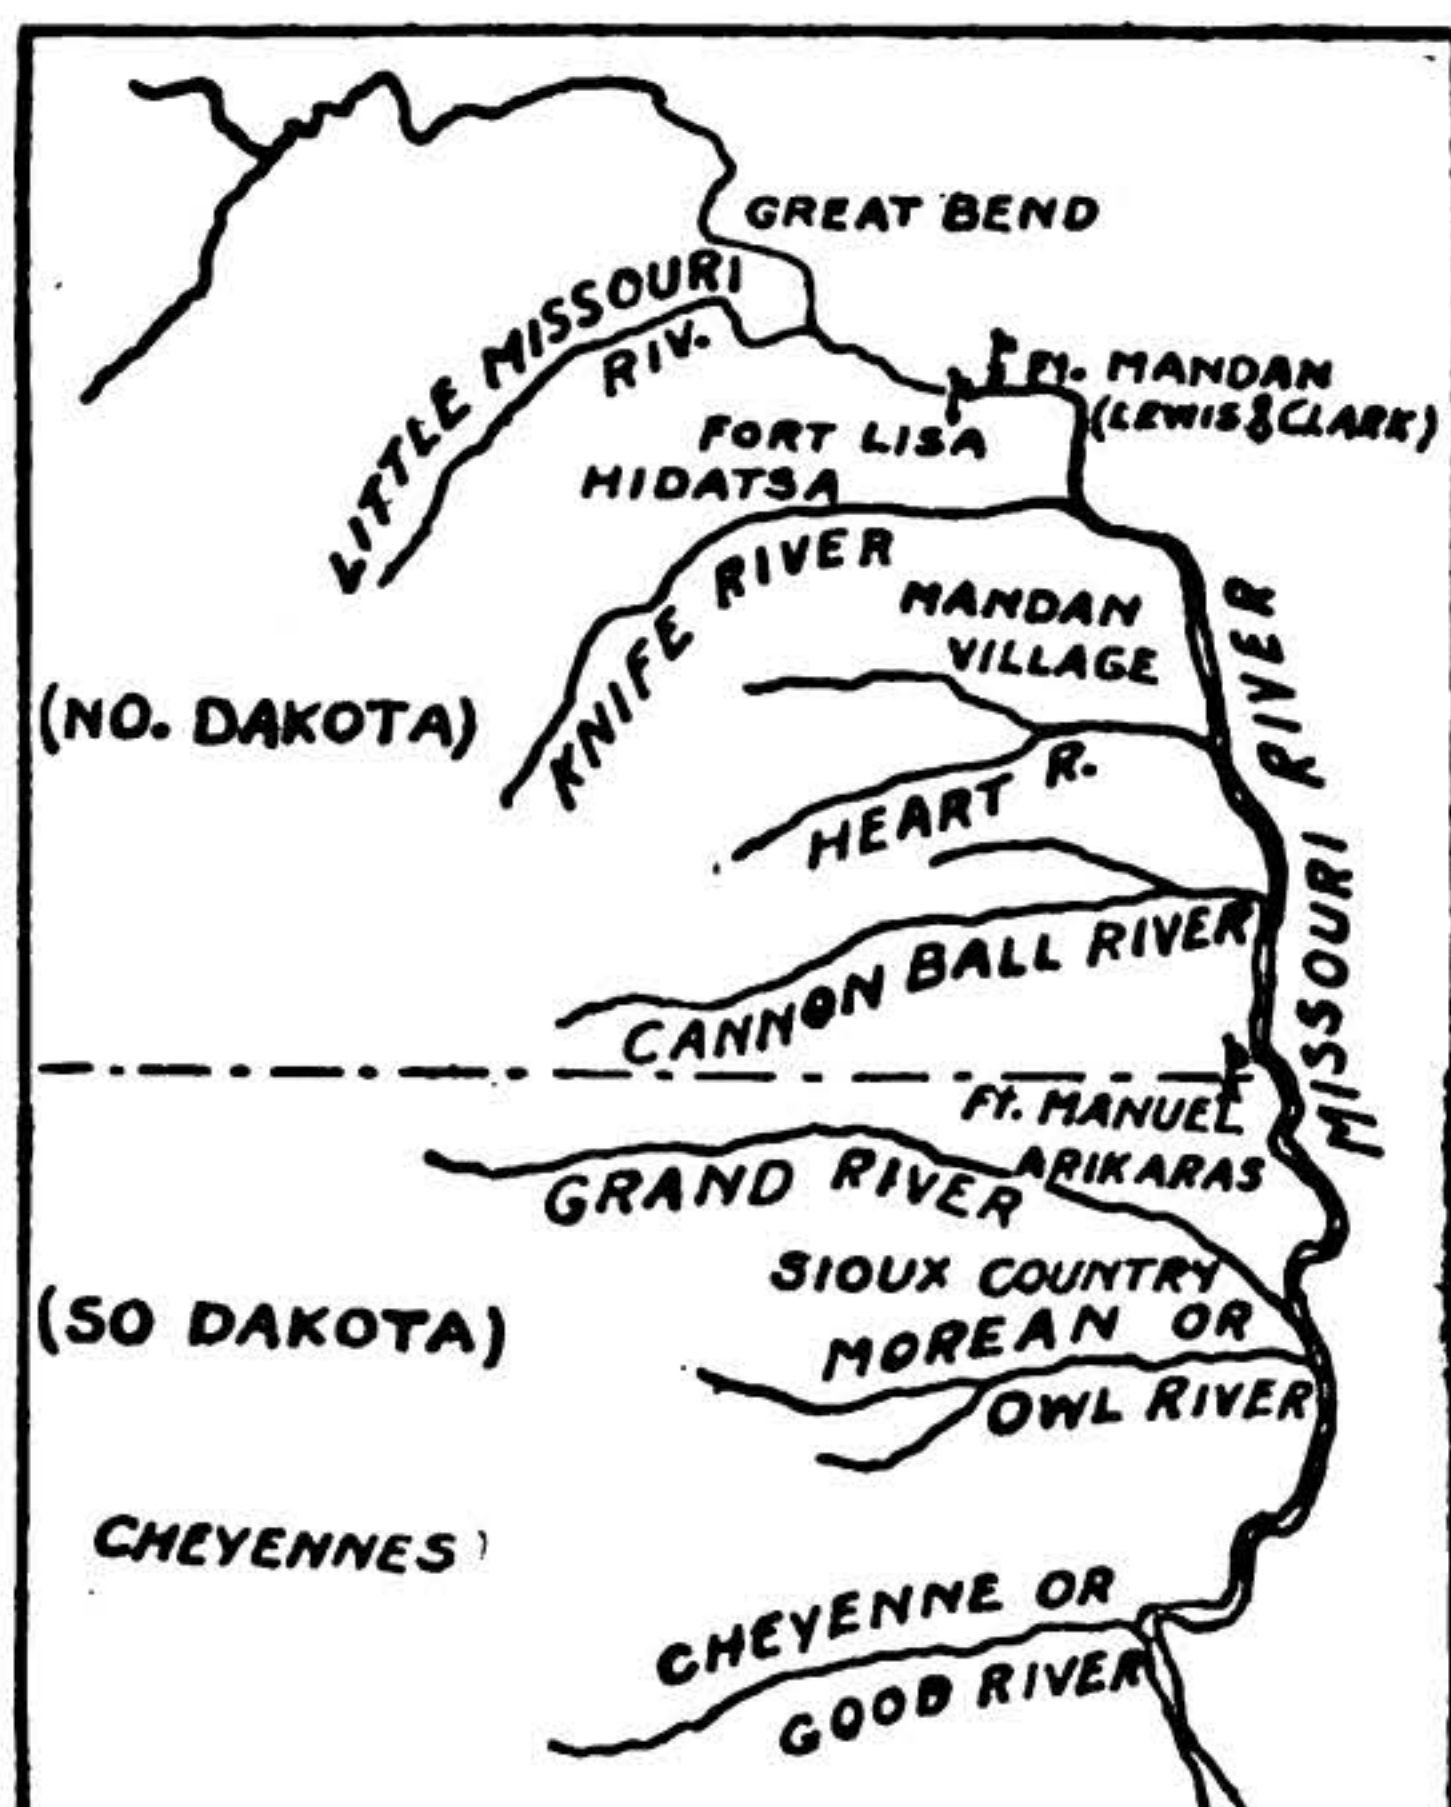 GREAT BEND
LITTLE MISSOURI
RIV.
Ft. MANDAN
(LEWIS & CLARK)
FORT LISA
HIDATSA
KNIFE RIVER
MANDAN
VILLAGE
(NO. DAKOTA)
HEART R.
MISSOURI RIVER
CANNON BALL RIVER
Ft. MANUEL
ARIKARAS
GRAND RIVER
SIOUX COUNTRY
(SO DAKOTA)
MOREAN OR
OWL RIVER
CHEYENNES
CHEYENNE OR
GOOD RIVER